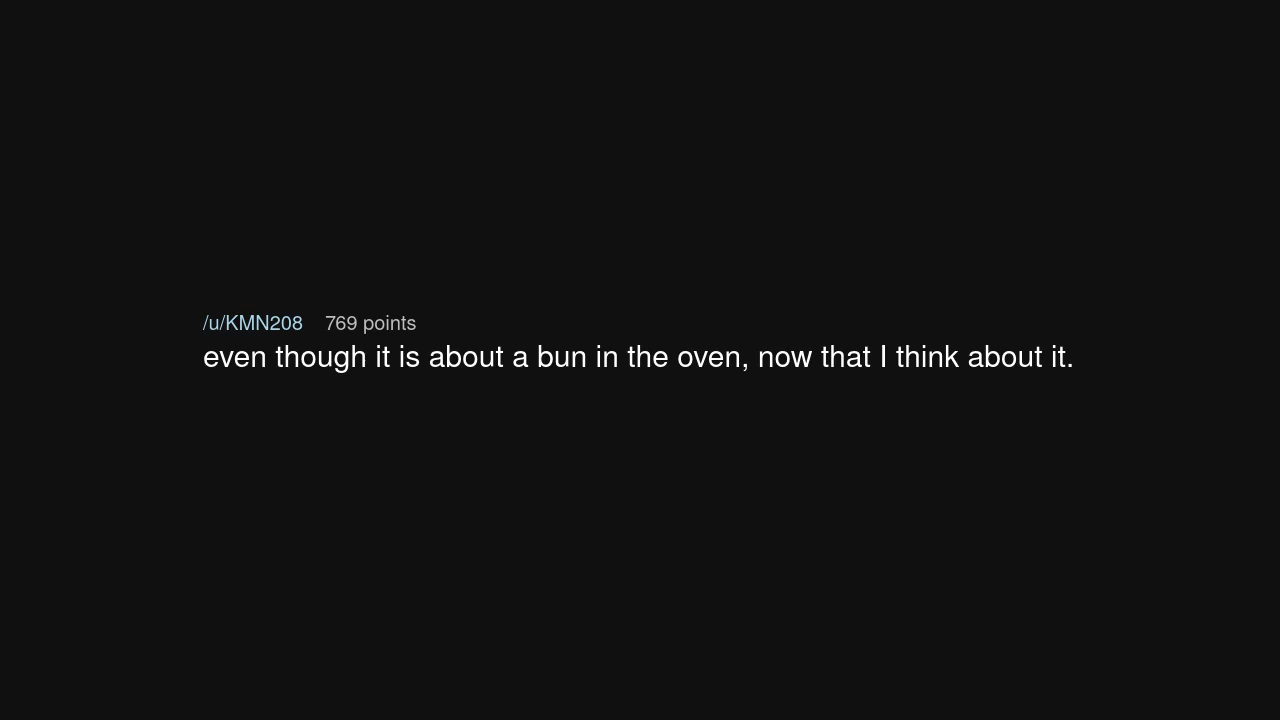 /u/KMN208 769 points
even though it is about a bun in the oven, now that I think about it.